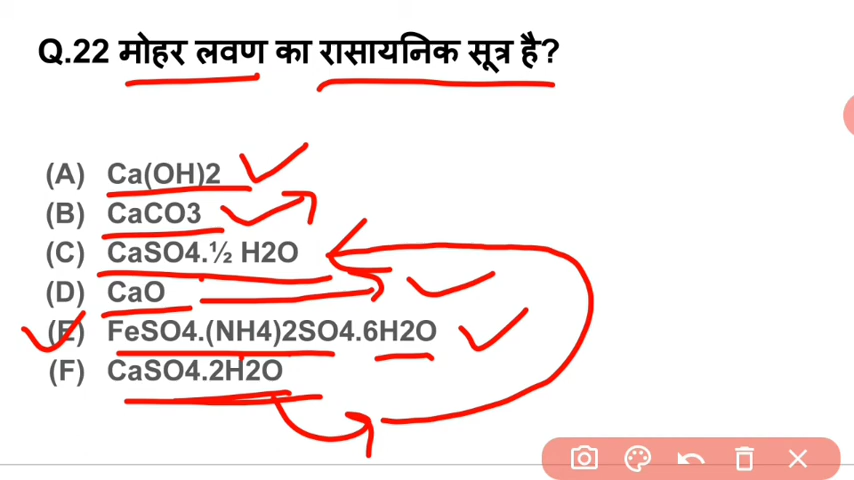 Q.22 मोहर लवण का रासायनिक सूत्र है?
(A) Ca(OH)2
(B) CaCO3
(C) CaSO4.½ H2O
(D) CaO
(E) FeSO4.(NH4)2SO4.6H2O
(F) CaSO4.2H2O